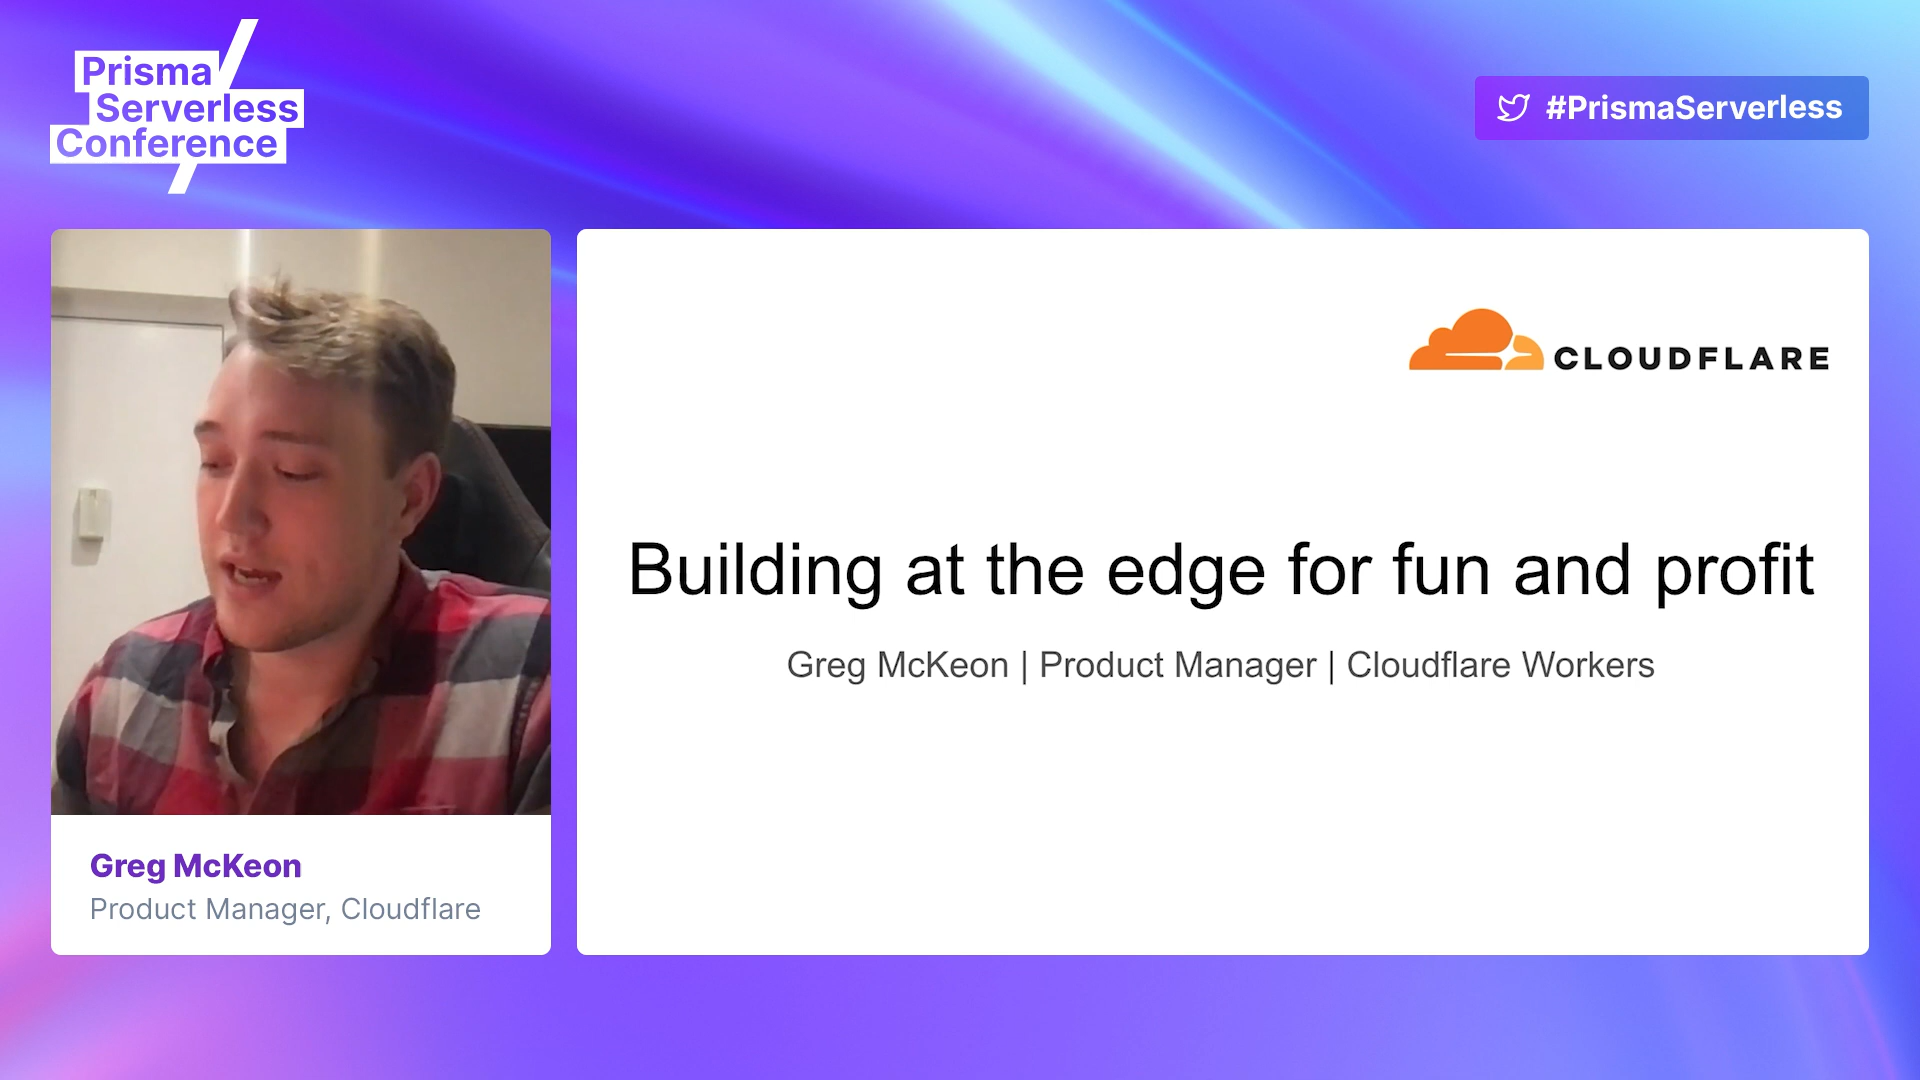 Prisma
Serverless
Conference
#PrismaServerless
CLOUDFLARE
Building at the edge for fun and profit
Greg McKeon | Product Manager | Cloudflare Workers
Greg McKeon
Product Manager, Cloudflare